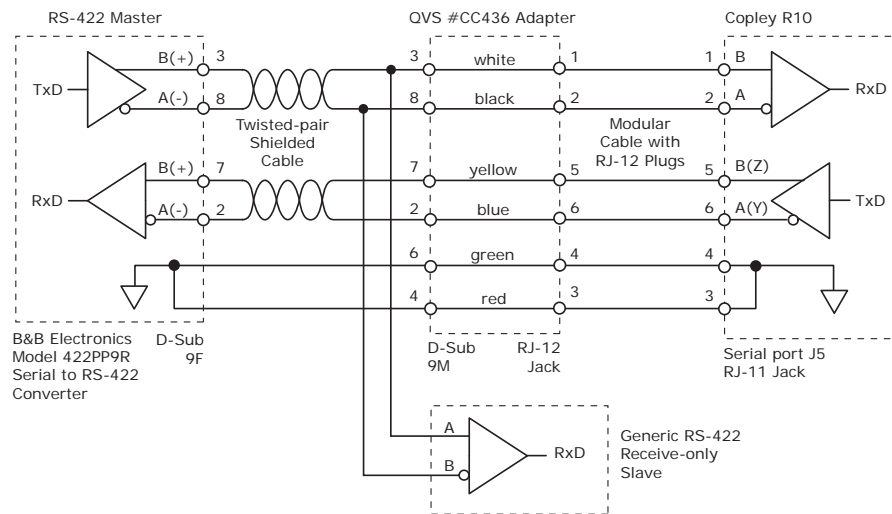 RS-422 Master
QVS #CC436 Adapter
Copley R10
B(+) 3
3 white 1
1 B
TxD
RxD
A(-) 8
8 black 2
2 A
Twisted-pair
Shielded
Cable
Modular
Cable with
RJ-12 Plugs
B(+) 7
7 yellow 5
5 B(Z)
RxD
TxD
A(-) 2
2 blue 6
6 A(Y)
6 green 4
4
4 red 3
3
B&B Electronics
Model 422PP9R
Serial to RS-422
Converter
D-Sub
9F
D-Sub
9M
RJ-12
Jack
Serial port J5
RJ-11 Jack
A
B
RxD
Generic RS-422
Receive-only
Slave